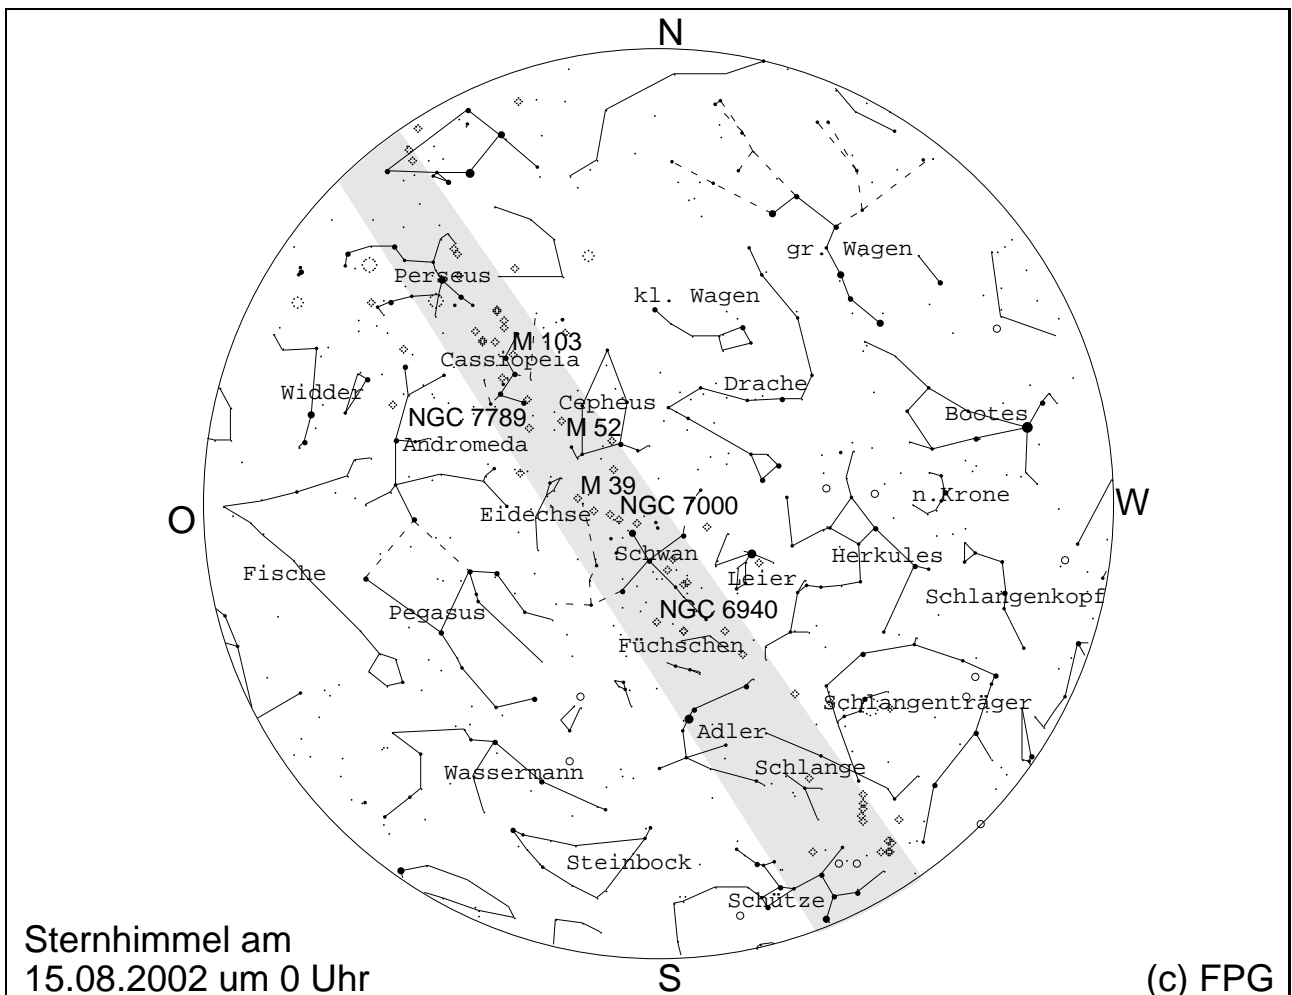 N
gr. Wagen
Perseus
kl. Wagen
M 103
Cassiopeia
Drache
Widder
Cepheus
Bootes
NGC 7789
M 52
Andromeda
M 39
n.Krone
O
Eidechse
NGC 7000
W
Schwan
Herkules
Fische
Leier
Schlangenkopf
Pegasus
NGC 6940
Füchschen
Schlangenträger
Adler
Wassermann
Schlange
Steinbock
Schütze
Sternhimmel am
15.08.2002 um 0 Uhr
S
(c) FPG